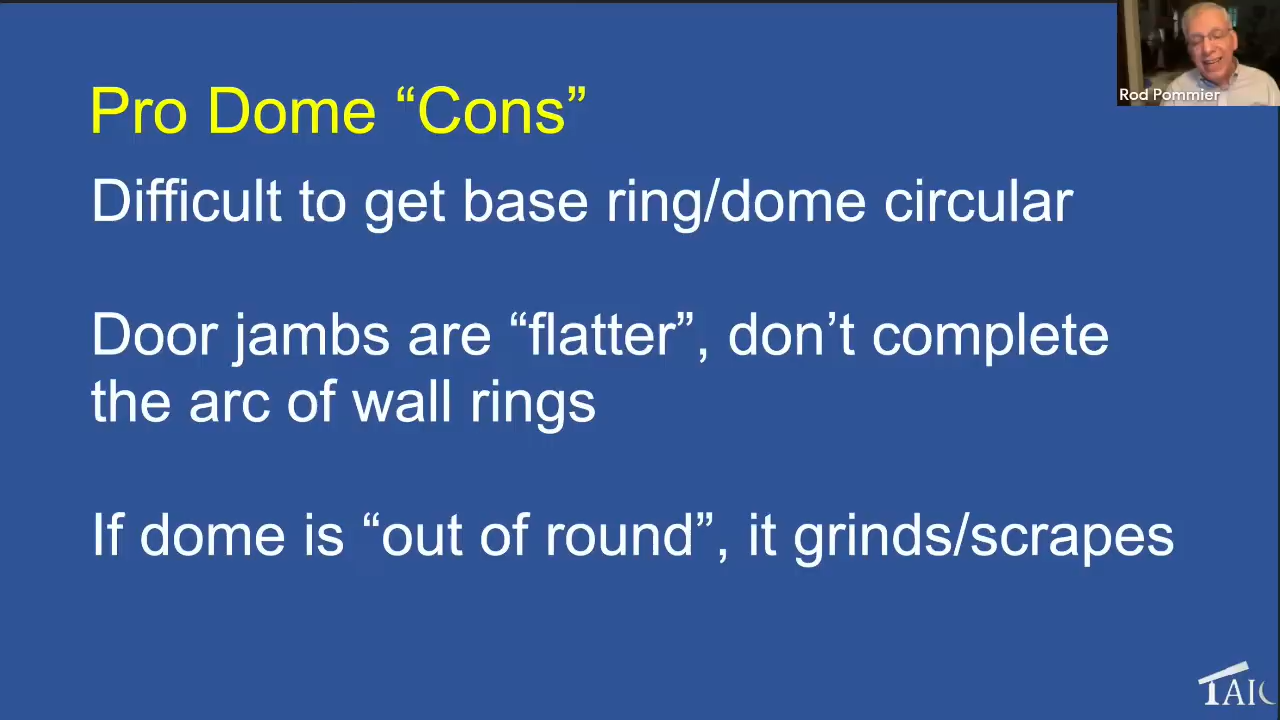 Rod Pommier
Pro Dome “Cons”
Difficult to get base ring/dome circular
Door jambs are “flatter”, don’t complete
the arc of wall rings
If dome is “out of round”, it grinds/scrapes